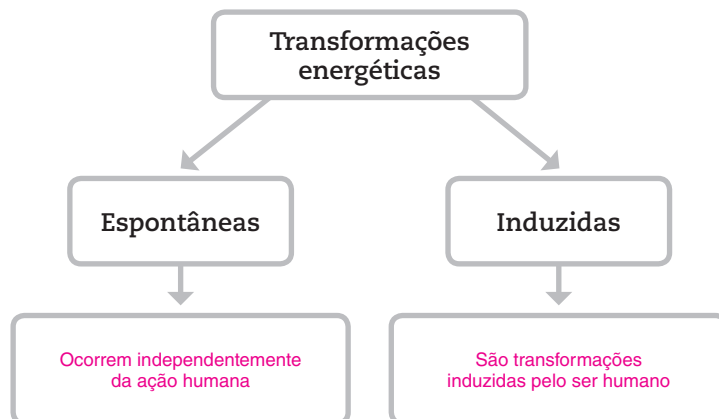 Transformações
energéticas
Espontâneas
Induzidas
Ocorrem independentemente
da ação humana
São transformações
induzidas pelo ser humano